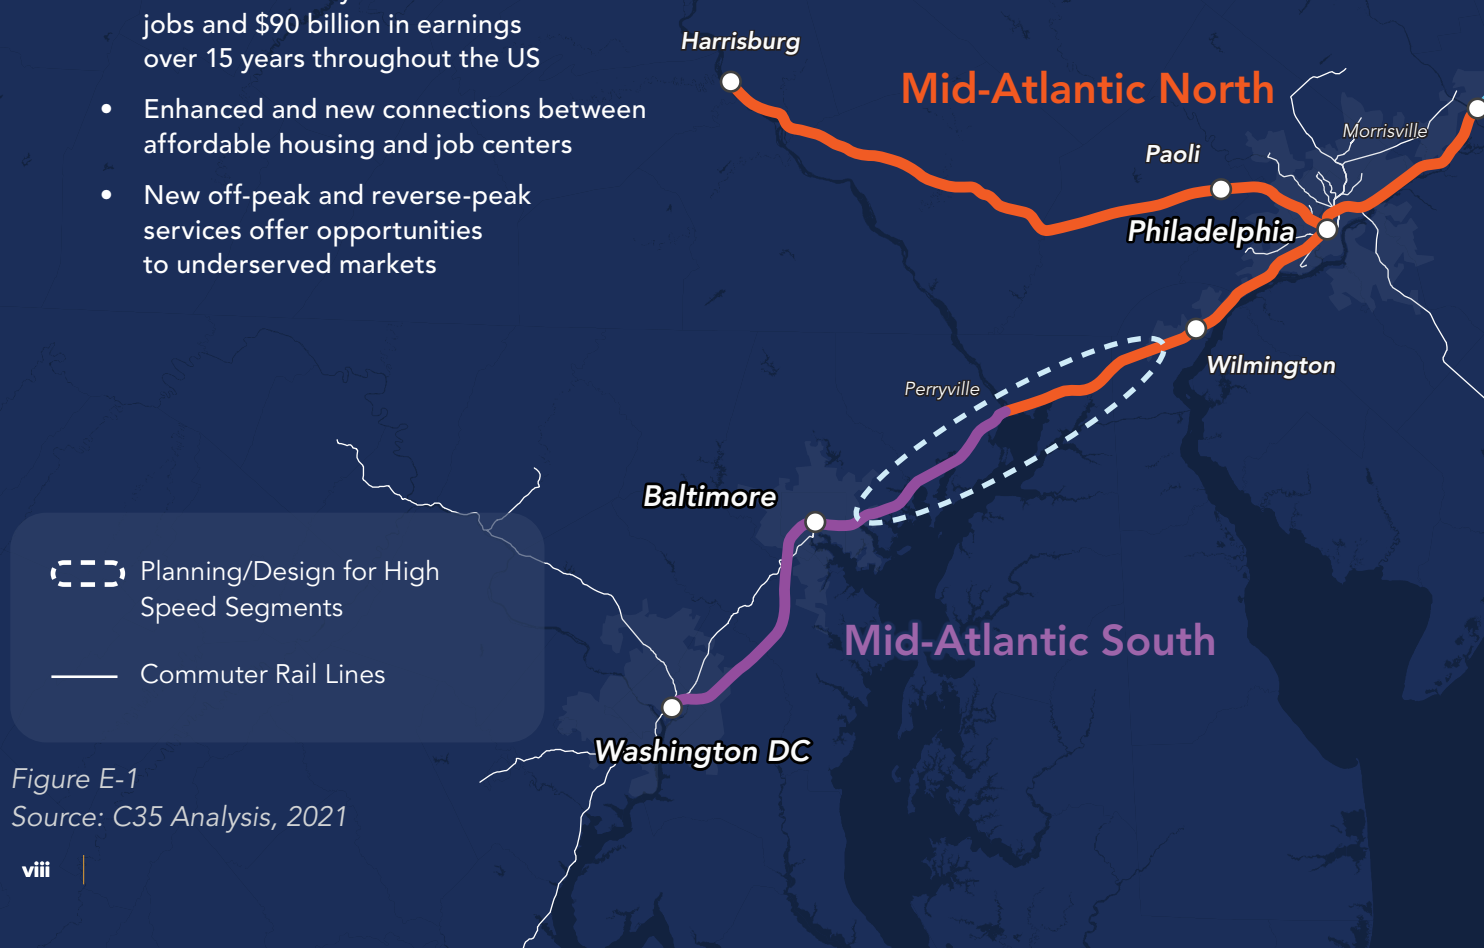 jobs and $90 billion in earnings
over 15 years throughout the US
• Enhanced and new connections between
affordable housing and job centers
• New off-peak and reverse-peak
services offer opportunities
to underserved markets
Harrisburg
Mid-Atlantic North
Morrisville
Paoli
Philadelphia
Wilmington
Perryville
Baltimore
Mid-Atlantic South
Washington DC
Planning/Design for High
Speed Segments
Commuter Rail Lines
Figure E-1
Source: C35 Analysis, 2021
viii